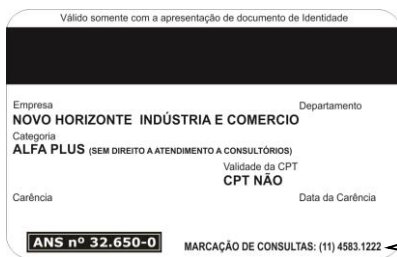 Válido somente com a apresentação de documento de Identidade
Empresa Departamento
NOVO HORIZONTE INDÚSTRIA E COMERCIO
Categoria
ALFA PLUS (SEM DIREITO A ATENDIMENTO A CONSULTÓRIOS)
Validade da CPT
CPT NÃO
Carência Data da Carência
ANS nº 32.650-0 MARCAÇÃO DE CONSULTAS: (11) 4583.1222